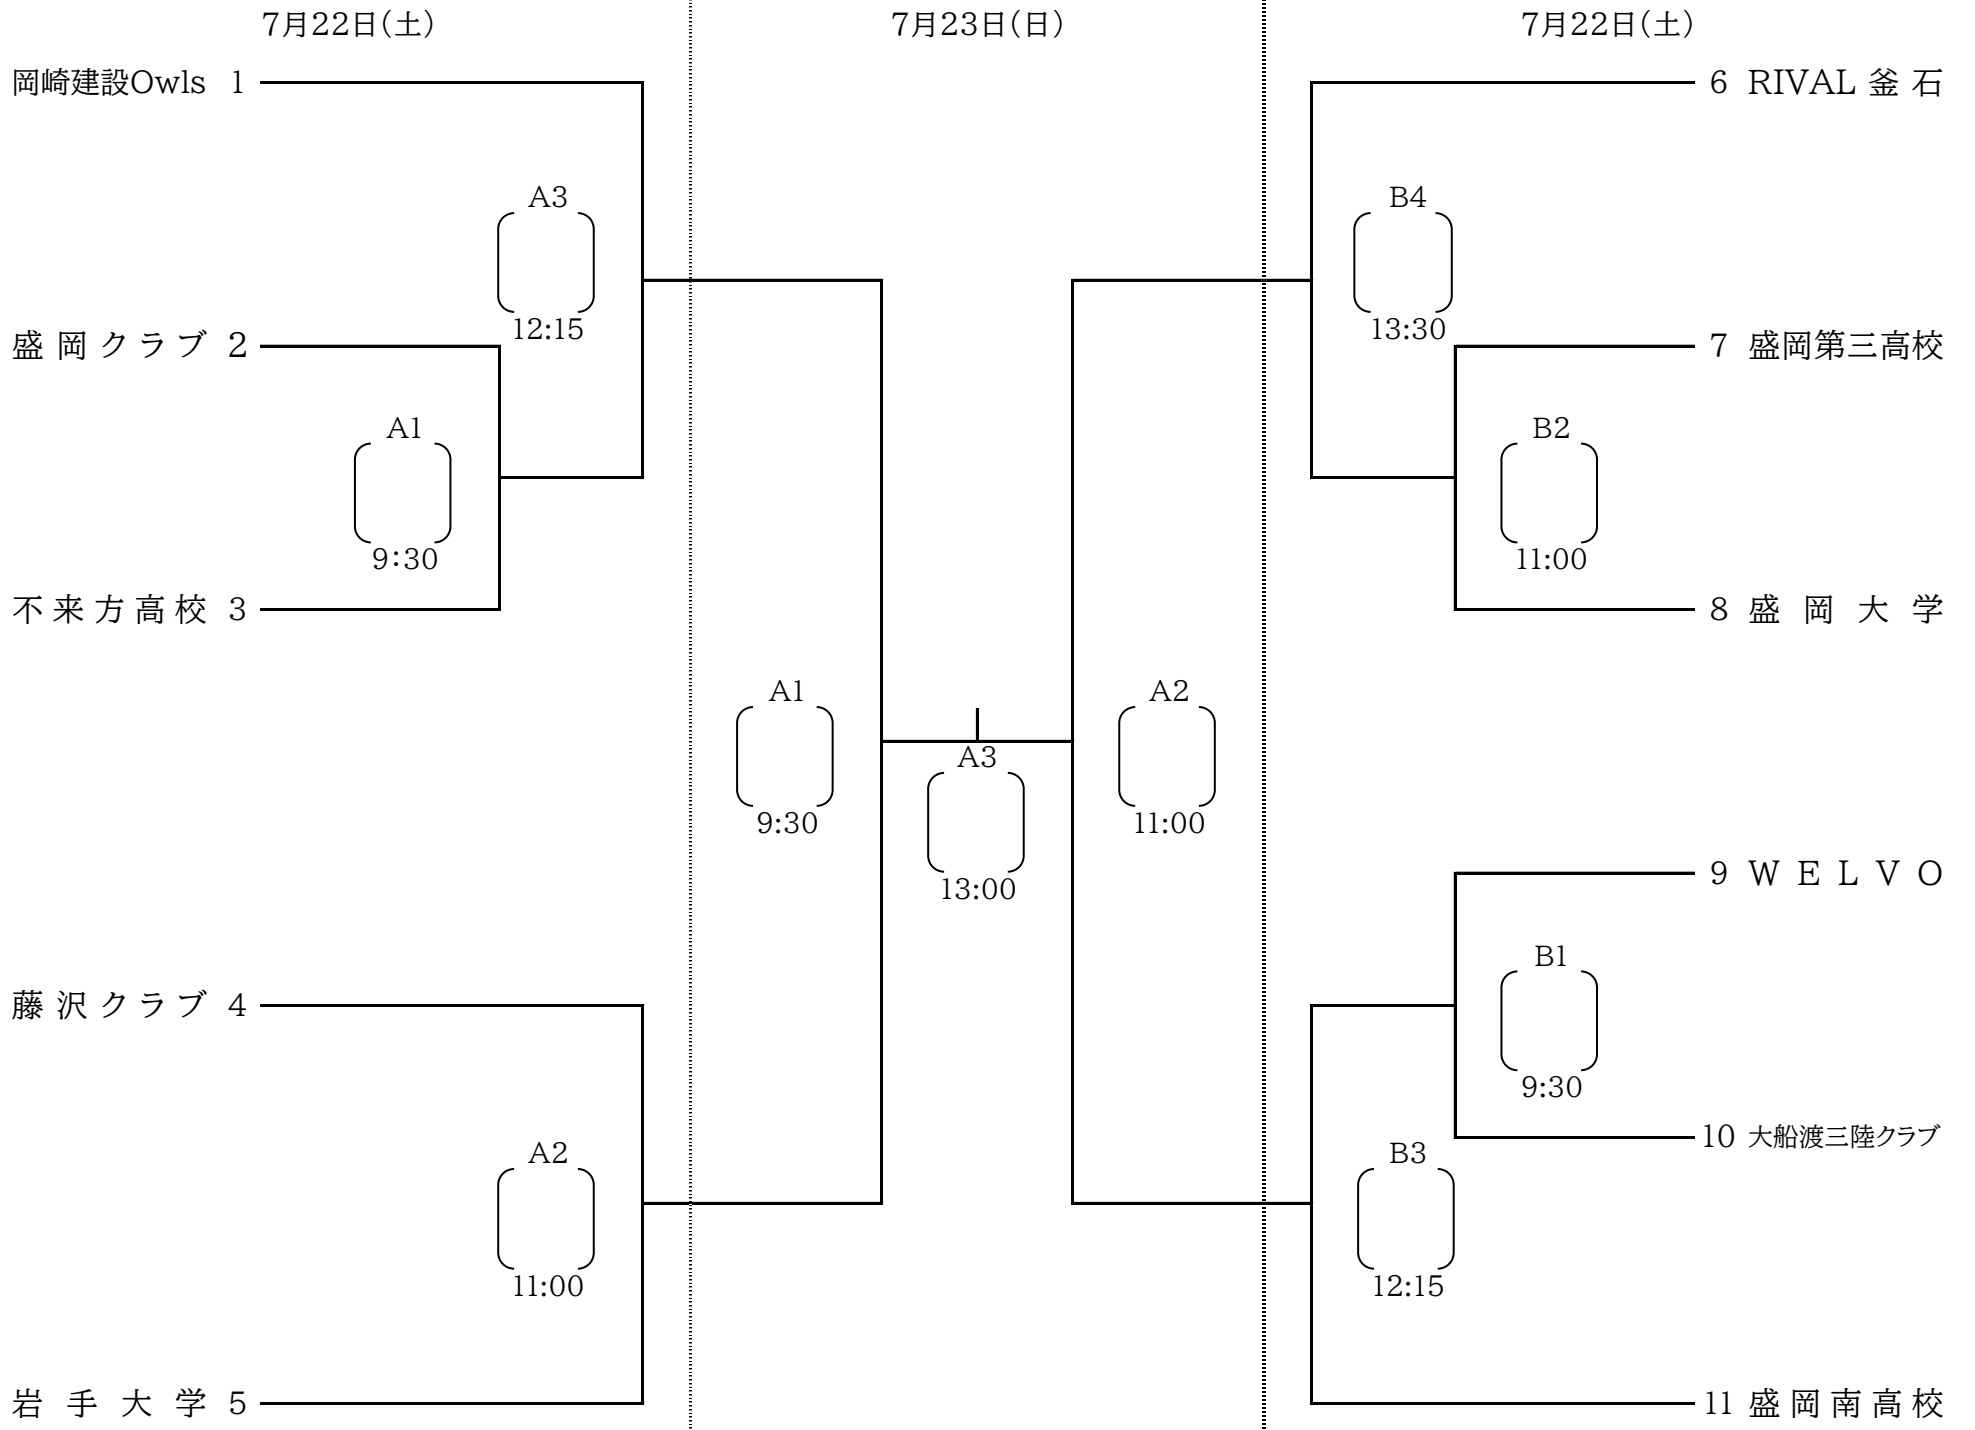 7月22日(土) 7月23日(日) 7月22日(土)
岡崎建設Owls 1 6 RIVAL 釜石
A3 B4
12:15 13:30
盛岡クラブ 2 7 盛岡第三高校
A1 B2
9:30 11:00
不来方高校 3 8 盛岡大学
A1 A2
A3
9:30 11:00
9 WELVO
13:00
B1
藤沢クラブ 4
9:30
10 大船渡三陸クラブ
A2 B3
11:00 12:15
岩手大学 5 11 盛岡南高校